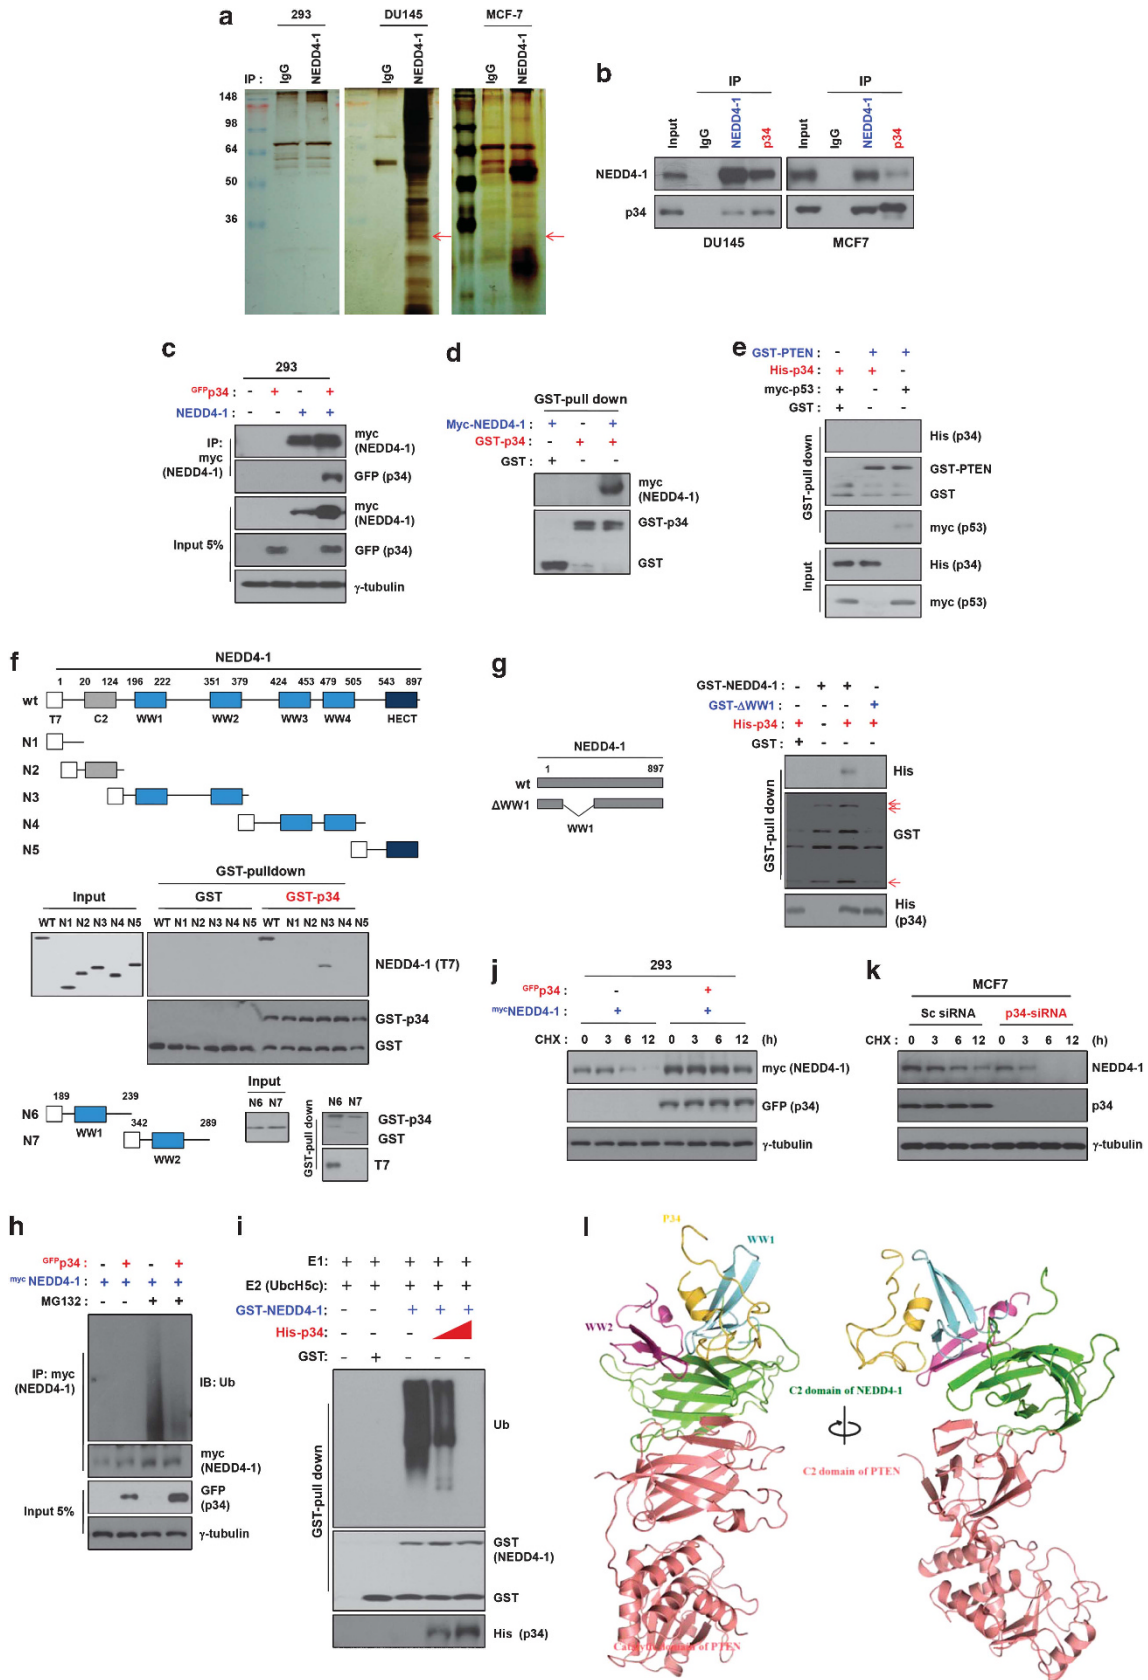 a
293
DU145
MCF-7
IP :
IgG
NEDD4-1
IgG
NEDD4-1
IgG
NEDD4-1
148
98
64
50
36
b
IP
IP
Input
IgG
NEDD4-1
p34
Input
IgG
NEDD4-1
p34
NEDD4-1
p34
DU145
MCF7
c
293
GFPp34 : - + - +
NEDD4-1 : - - + +
IP:
myc
(NEDD4-1)
myc
(NEDD4-1)
GFP (p34)
myc
(NEDD4-1)
Input 5%
GFP (p34)
γ-tubulin
d
GST-pull down
Myc-NEDD4-1 : + - +
GST-p34 : - + +
GST : + - -
myc
(NEDD4-1)
GST-p34
GST
e
GST-PTEN : - + +
His-p34 : + + -
myc-p53 : + - +
GST : + - -
GST-pull down
His (p34)
GST-PTEN
GST
myc (p53)
Input
His (p34)
myc (p53)
f
NEDD4-1
1 20 124 196 222 351 379 424 453 479 505 543 897
wt
T7 C2 WW1 WW2 WW3 WW4 HECT
N1
N2
N3
N4
N5
GST-pulldown
Input GST GST-p34
WT N1 N2 N3 N4 N5 WT N1 N2 N3 N4 N5 WT N1 N2 N3 N4 N5
NEDD4-1 (T7)
GST-p34
GST
N6 189 239
WW1
N7 342 289
WW2
Input
N6 N7
N6 N7
GST-pull down
GST-p34
GST
T7
g
NEDD4-1
1 897
wt
ΔWW1
WW1
GST-NEDD4-1 : - + + -
GST-ΔWW1 : - - - +
His-p34 : + - + +
GST : + - - -
GST-pull down
His
GST
His
(p34)
j
293
GFPp34 : - +
mycNEDD4-1 : + +
CHX : 0 3 6 12 0 3 6 12 (h)
myc (NEDD4-1)
GFP (p34)
γ-tubulin
k
MCF7
Sc siRNA p34-siRNA
CHX : 0 3 6 12 0 3 6 12 (h)
NEDD4-1
p34
γ-tubulin
h
GFPp34 : - + - +
myc NEDD4-1 : + + + +
MG132 - - + +
IP: myc
(NEDD4-1)
IB: Ub
myc
(NEDD4-1)
Input 5%
GFP
(p34)
γ-tubulin
i
E1: + + + + +
E2 (UbcH5c) : + + + + +
GST-NEDD4-1 : - - + + +
His-p34 : - - -
GST: - + - - -
GST-pull down
Ub
GST
(NEDD4-1)
GST
His (p34)
l
P34
WW1
WW2
C2 domain of NEDD4-1
C2 domain of PTEN
Catalytic domain of PTEN